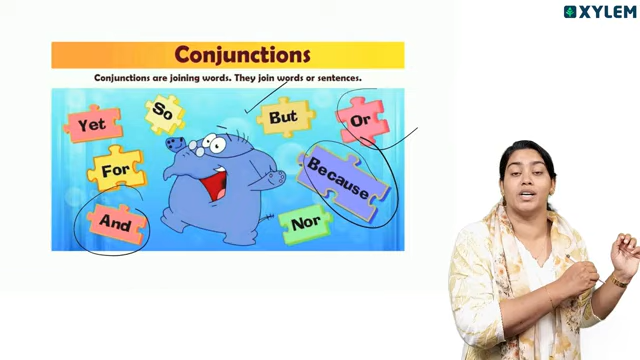 XYLEM
Conjunctions
Conjunctions are joining words. They join words or sentences.
Yet
So
But
Or
For
Because
And
Nor